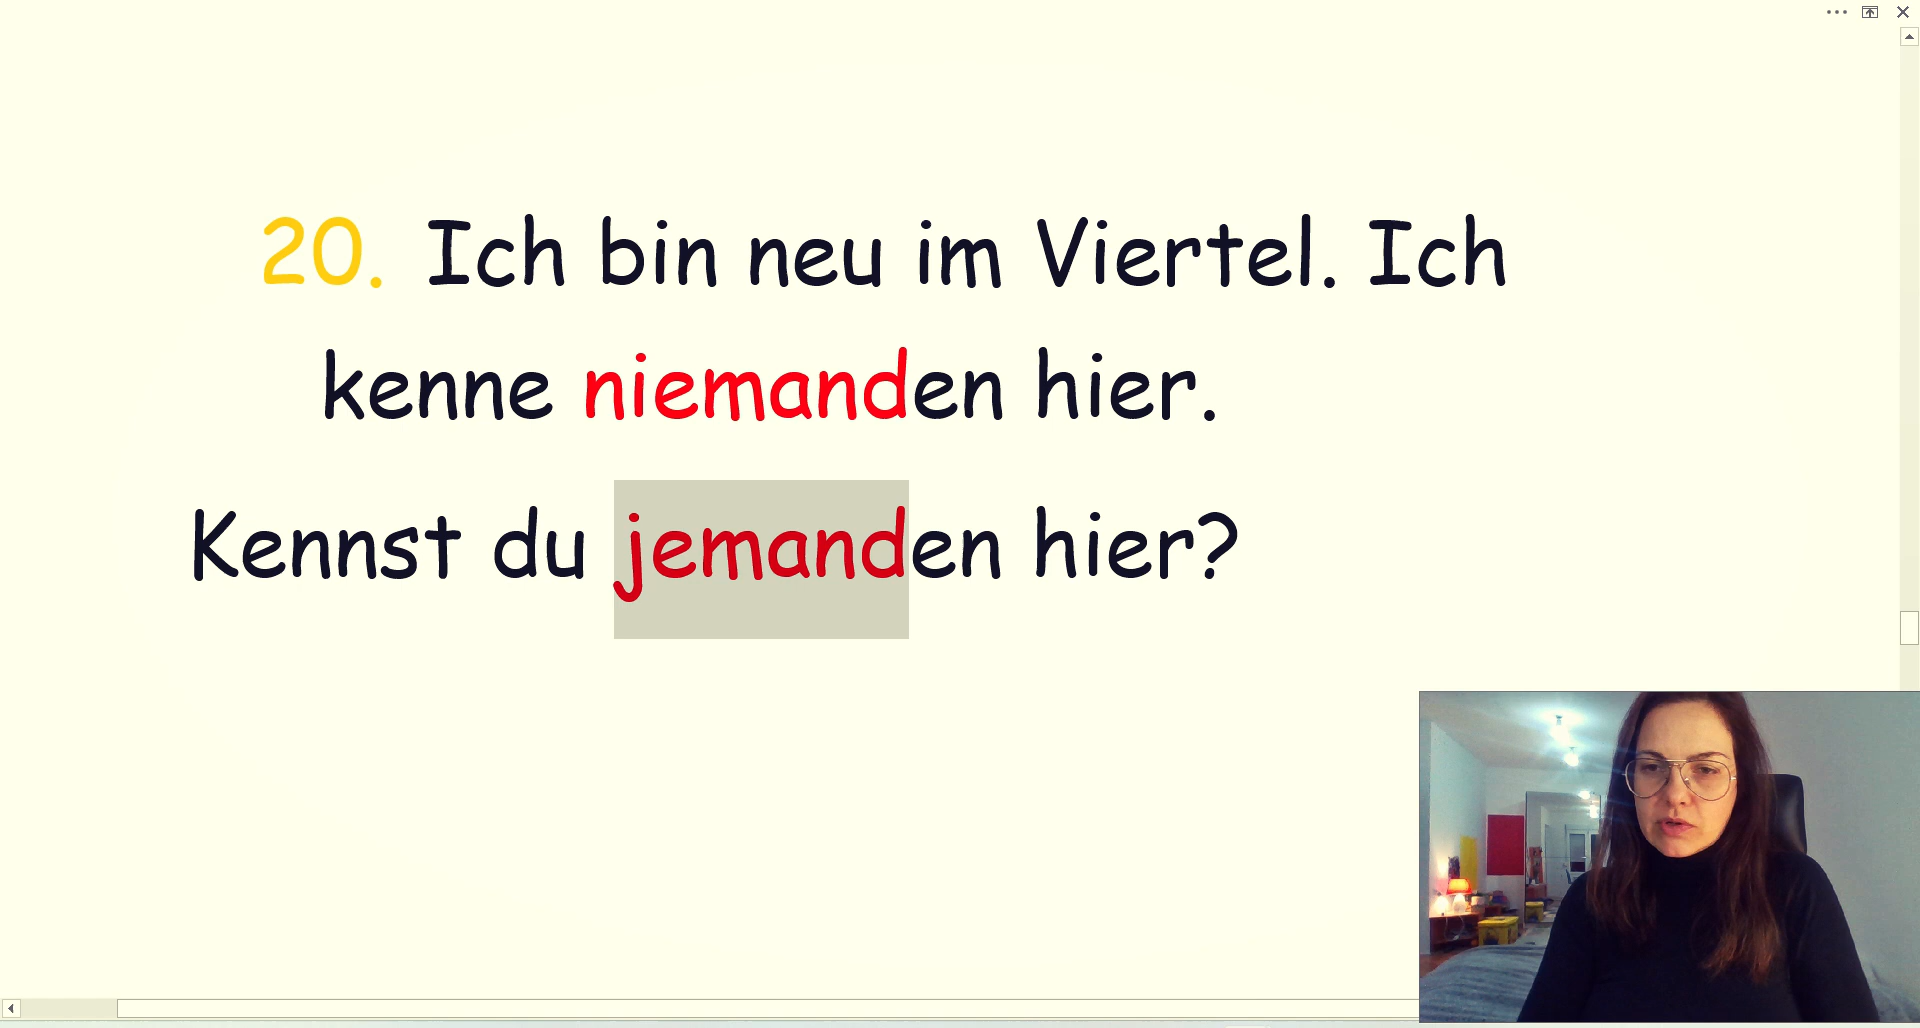 20. Ich bin neu im Viertel. Ich
kenne niemanden hier.
Kennst du jemanden hier?